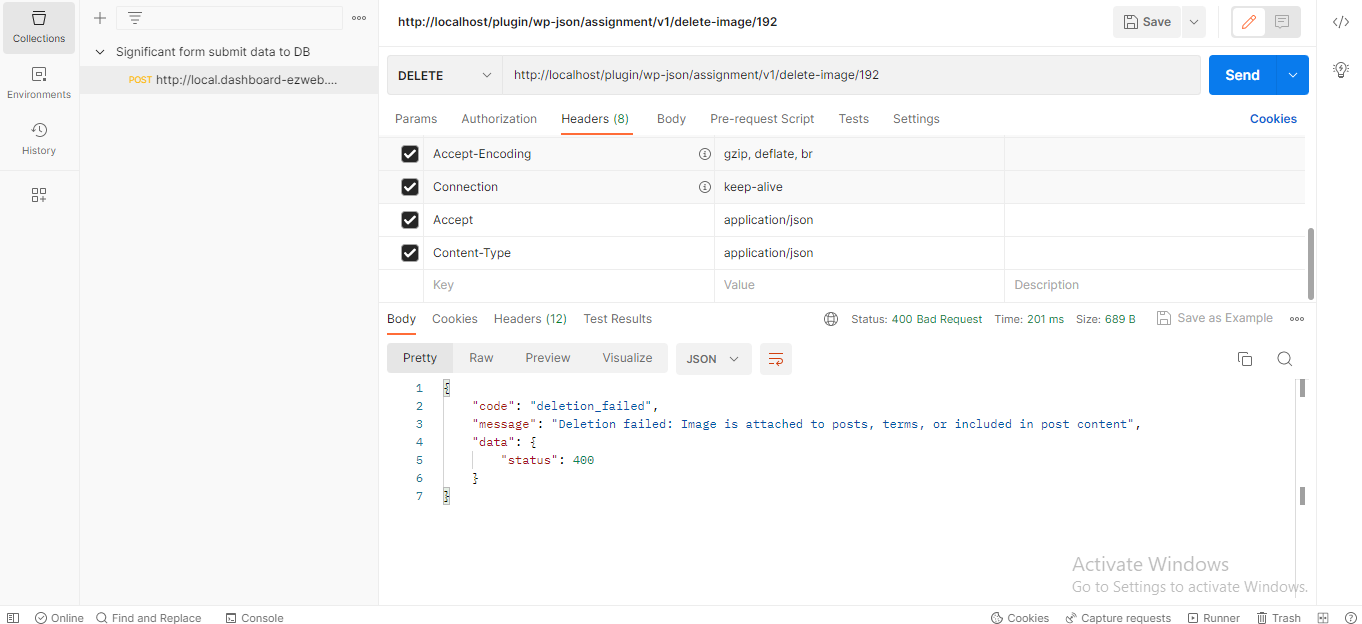 Collections
Environments
History
Significant form submit data to DB
POST http://local.dashboard-ezweb....
http://localhost/plugin/wp-json/assignment/v1/delete-image/192
Save
DELETE
http://localhost/plugin/wp-json/assignment/v1/delete-image/192
Send
Params Authorization Headers (8) Body Pre-request Script Tests Settings Cookies
Accept-Encoding gzip, deflate, br
Connection keep-alive
Accept application/json
Content-Type application/json
Key Value Description
Body Cookies Headers (12) Test Results Status: 400 Bad Request Time: 201 ms Size: 689 B Save as Example
Pretty Raw Preview Visualize JSON
1 {
2 "code": "deletion_failed",
3 "message": "Deletion failed: Image is attached to posts, terms, or included in post content",
4 "data": {
5 "status": 400
6 }
7 }
Activate Windows
Go to Settings to activate Windows.
Online Find and Replace Console Cookies Capture requests Runner Trash